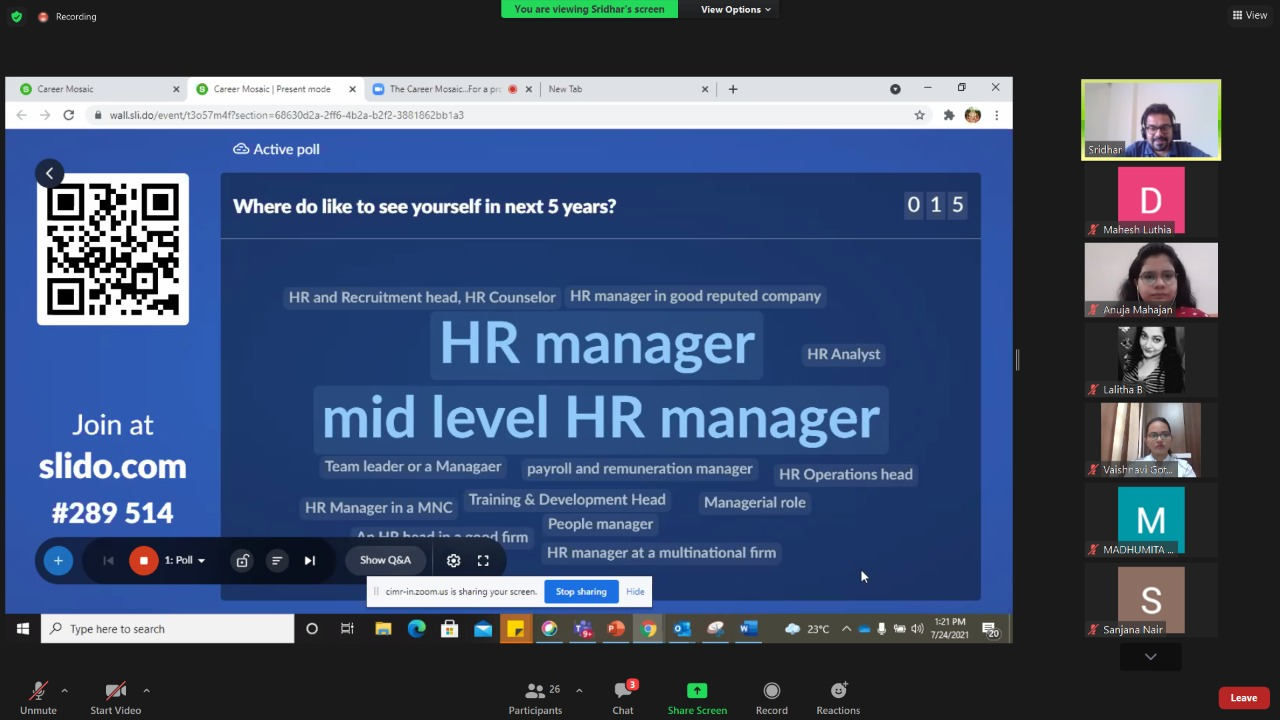 Recording
You are viewing Sridhar's screen
View Options
View
Career Mosaic
Career Mosaic | Present mode
The Career Mosaic...For a pro
New Tab
wall.sli.do/event/t3o57m4f?section=68630d2a-2ff6-4b2a-b2f2-3881862bb1a3
Active poll
Where do like to see yourself in next 5 years?
0 1 5
HR and Recruitment head, HR Counselor
HR manager in good reputed company
HR manager
HR Analyst
mid level HR manager
Team leader or a Managaer
payroll and remuneration manager
HR Operations head
HR Manager in a MNC
Training & Development Head
Managerial role
An HR head in a good firm
People manager
HR manager at a multinational firm
Join at
slido.com
#289 514
1: Poll
Show Q&A
cimr-in.zoom.us is sharing your screen.
Stop sharing
Hide
Type here to search
9+
23°C
1:21 PM
7/24/2021
20
Sridhar
D
Mahesh Luthia
Anuja Mahajan
Lalitha B
Vaishnavi Got...
M
MADHUMITA ...
S
Sanjana Nair
Unmute
Start Video
26
Participants
3
Chat
Share Screen
Record
Reactions
Leave